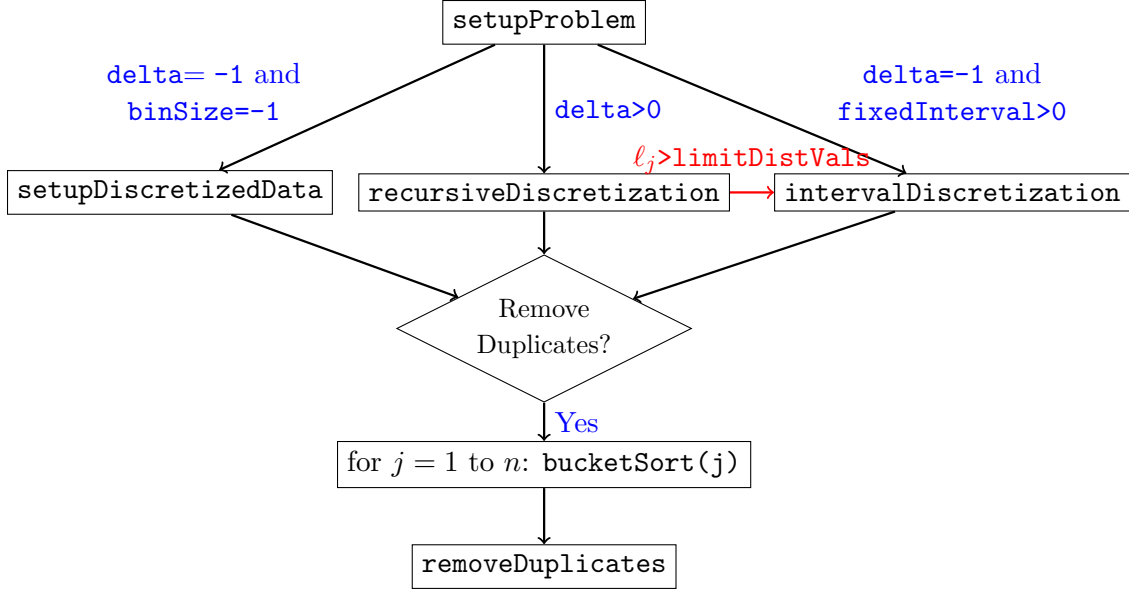 setupProblem
delta= -1 and
binSize=-1
delta>0
delta=-1 and
fixedInterval>0
ℓj>limitDistVals
setupDiscretizedData
recursiveDiscretization
intervalDiscretization
Remove
Duplicates?
Yes
for j = 1 to n: bucketSort(j)
removeDuplicates